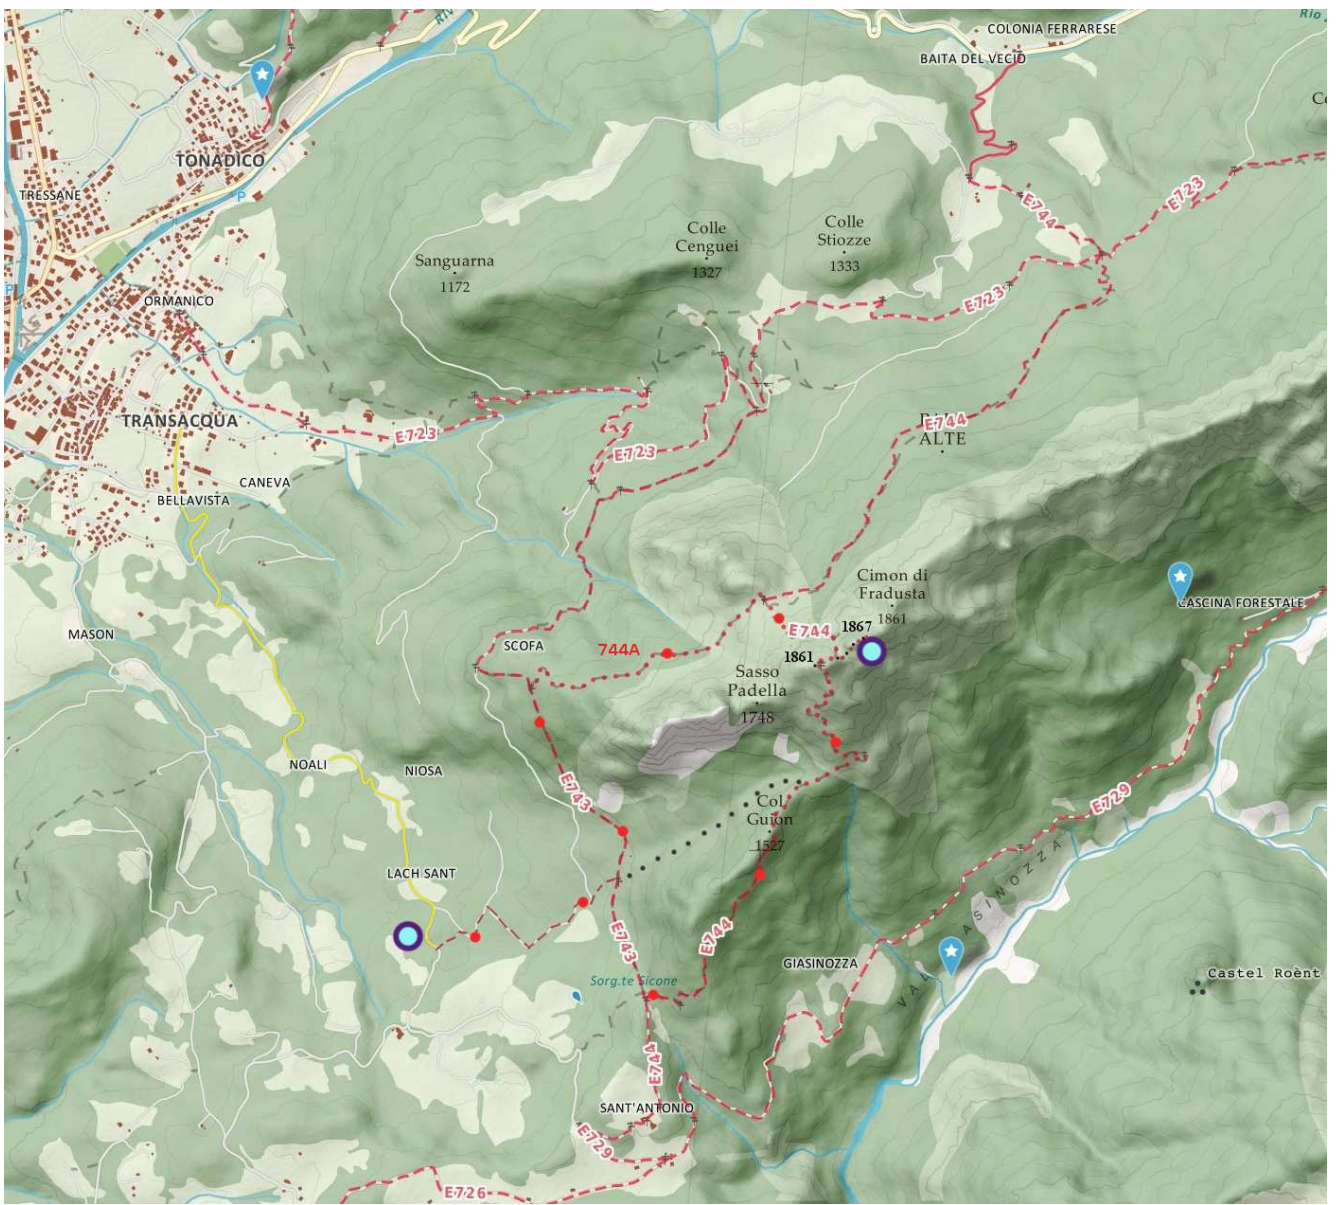 COLONIA FERRARESE
BAITA DEL VECIO
TONADICO
TRESSANE
P
E744
E723
Colle
Cenguei
1327
Colle
Stiozze
1333
Sanguarna
1172
P
ORMANICO
E723
TRANSACQUA
E723
E744
ALTE
E723
CANEVA
BELLAVISTA
Cimon di
Fradusta
1861
CASCINA FORESTALE
MASON
SCOFA
744A
E744
1867
1861
Sasso
Padella
1748
NOALI
NIOSA
E743
E729
Col
Guion
1527
LACH SANT
VAL ASINOZZA
E743
E744
GIASINOZZA
Sorg.te Sicone
Castel Roènt
E744
SANT'ANTONIO
E729
E726